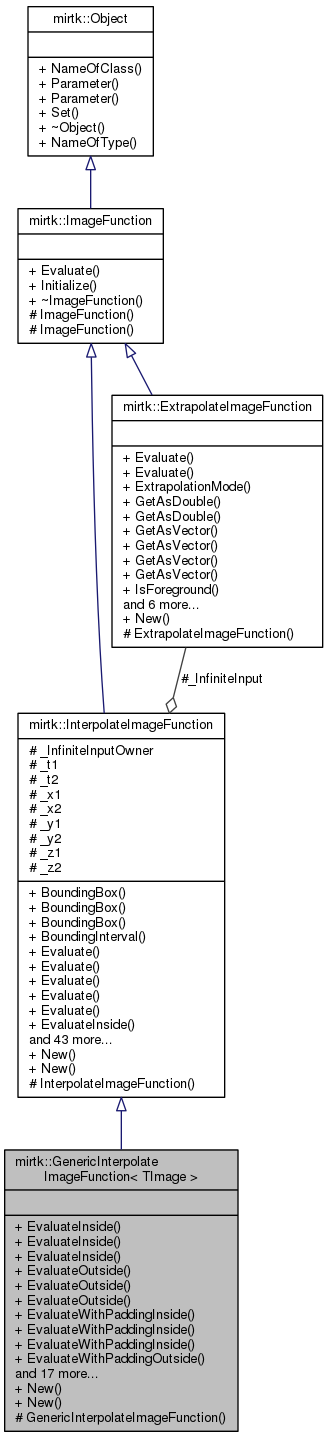 mirtk::Object
+ NameOfClass()
+ Parameter()
+ Parameter()
+ Set()
+ ~Object()
+ NameOfType()
mirtk::ImageFunction
+ Evaluate()
+ Initialize()
+ ~ImageFunction()
# ImageFunction()
# ImageFunction()
mirtk::ExtrapolateImageFunction
+ Evaluate()
+ Evaluate()
+ ExtrapolationMode()
+ GetAsDouble()
+ GetAsDouble()
+ GetAsVector()
+ GetAsVector()
+ GetAsVector()
+ GetAsVector()
+ IsForeground()
and 6 more...
+ New()
# ExtrapolateImageFunction()
#_InfiniteInput
mirtk::InterpolateImageFunction
# _InfiniteInputOwner
# _t1
# _t2
# _x1
# _x2
# _y1
# _y2
# _z1
# _z2
+ BoundingBox()
+ BoundingBox()
+ BoundingBox()
+ BoundingInterval()
+ Evaluate()
+ Evaluate()
+ Evaluate()
+ Evaluate()
+ Evaluate()
+ EvaluateInside()
and 43 more...
+ New()
+ New()
# InterpolateImageFunction()
mirtk::GenericInterpolate
ImageFunction< TImage >
+ EvaluateInside()
+ EvaluateInside()
+ EvaluateInside()
+ EvaluateOutside()
+ EvaluateOutside()
+ EvaluateOutside()
+ EvaluateWithPaddingInside()
+ EvaluateWithPaddingInside()
+ EvaluateWithPaddingInside()
+ EvaluateWithPaddingOutside()
and 17 more...
+ New()
+ New()
# GenericInterpolateImageFunction()